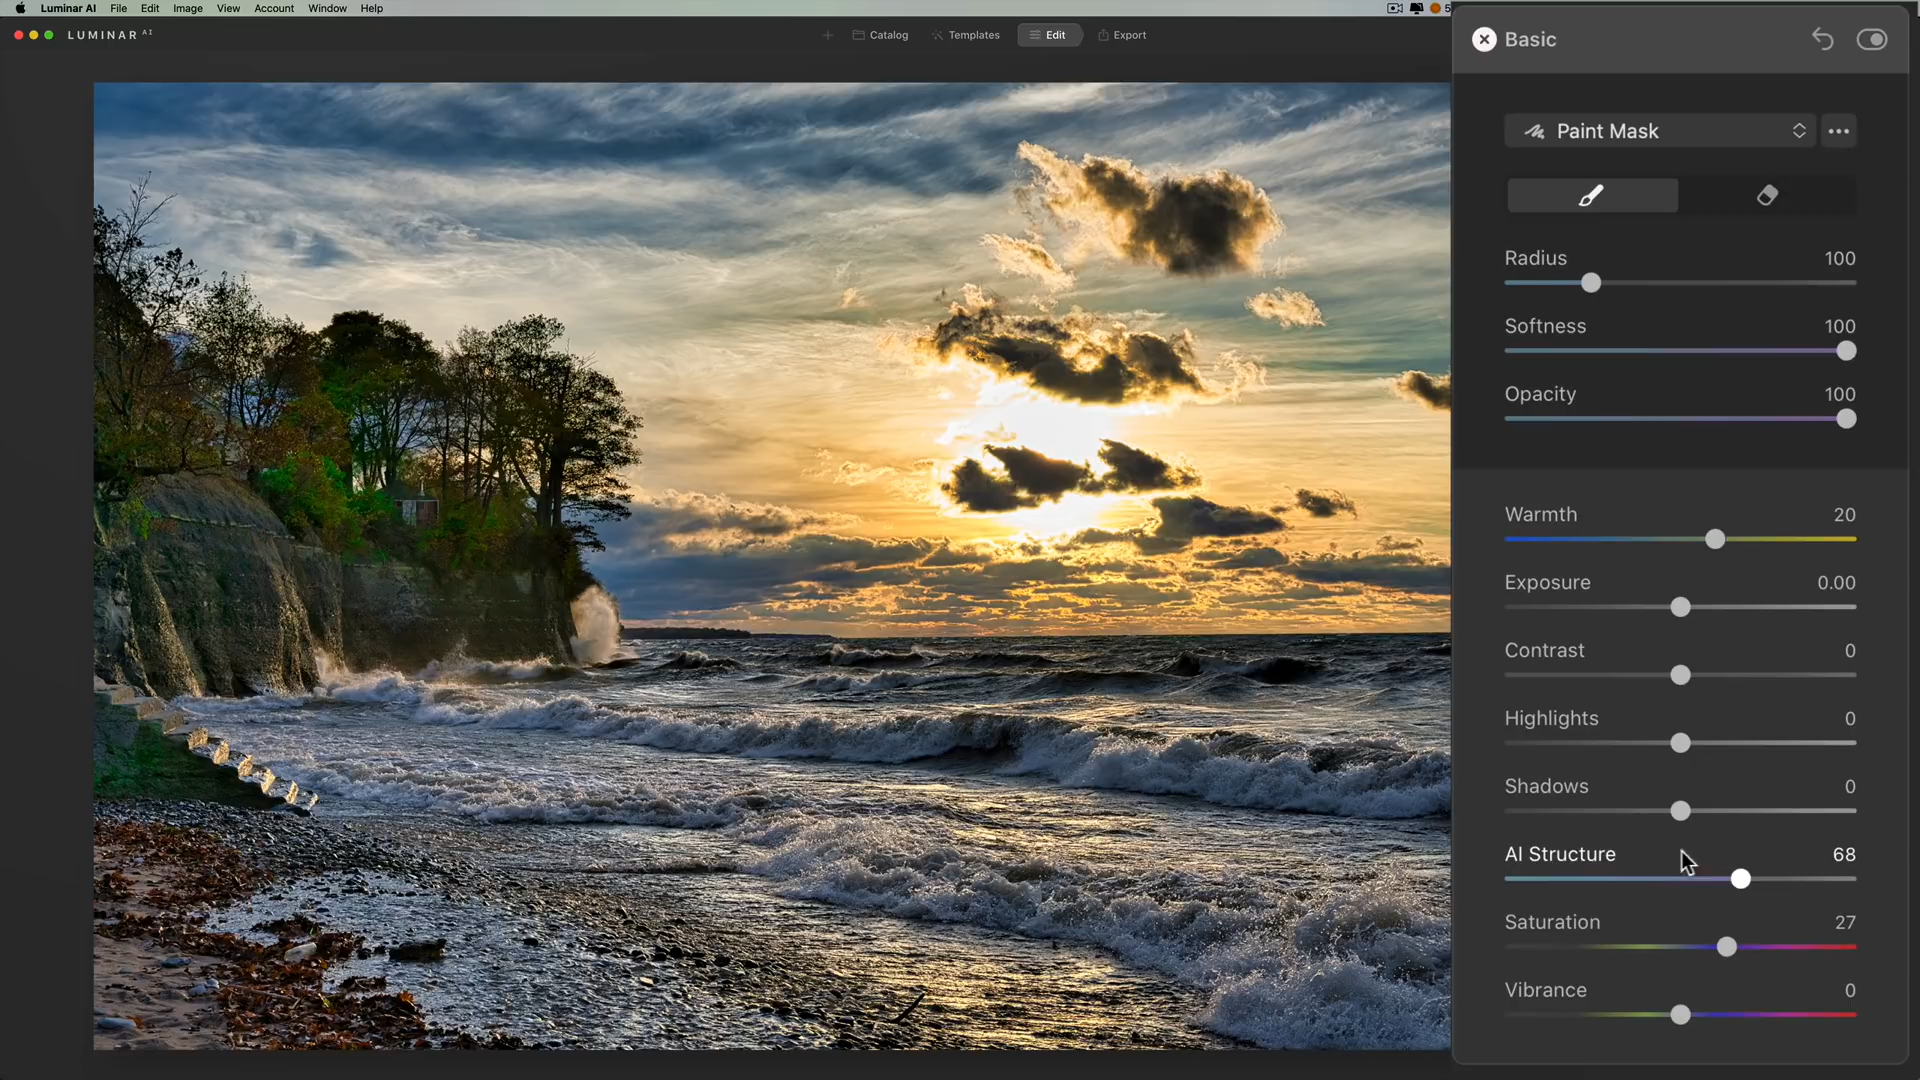 Luminar AI File Edit Image View Account Window Help
5
LUMINAR AI
Catalog Templates Edit Export
Basic
Paint Mask
Radius 100
Softness 100
Opacity 100
Warmth 20
Exposure 0.00
Contrast 0
Highlights 0
Shadows 0
AI Structure 68
Saturation 27
Vibrance 0